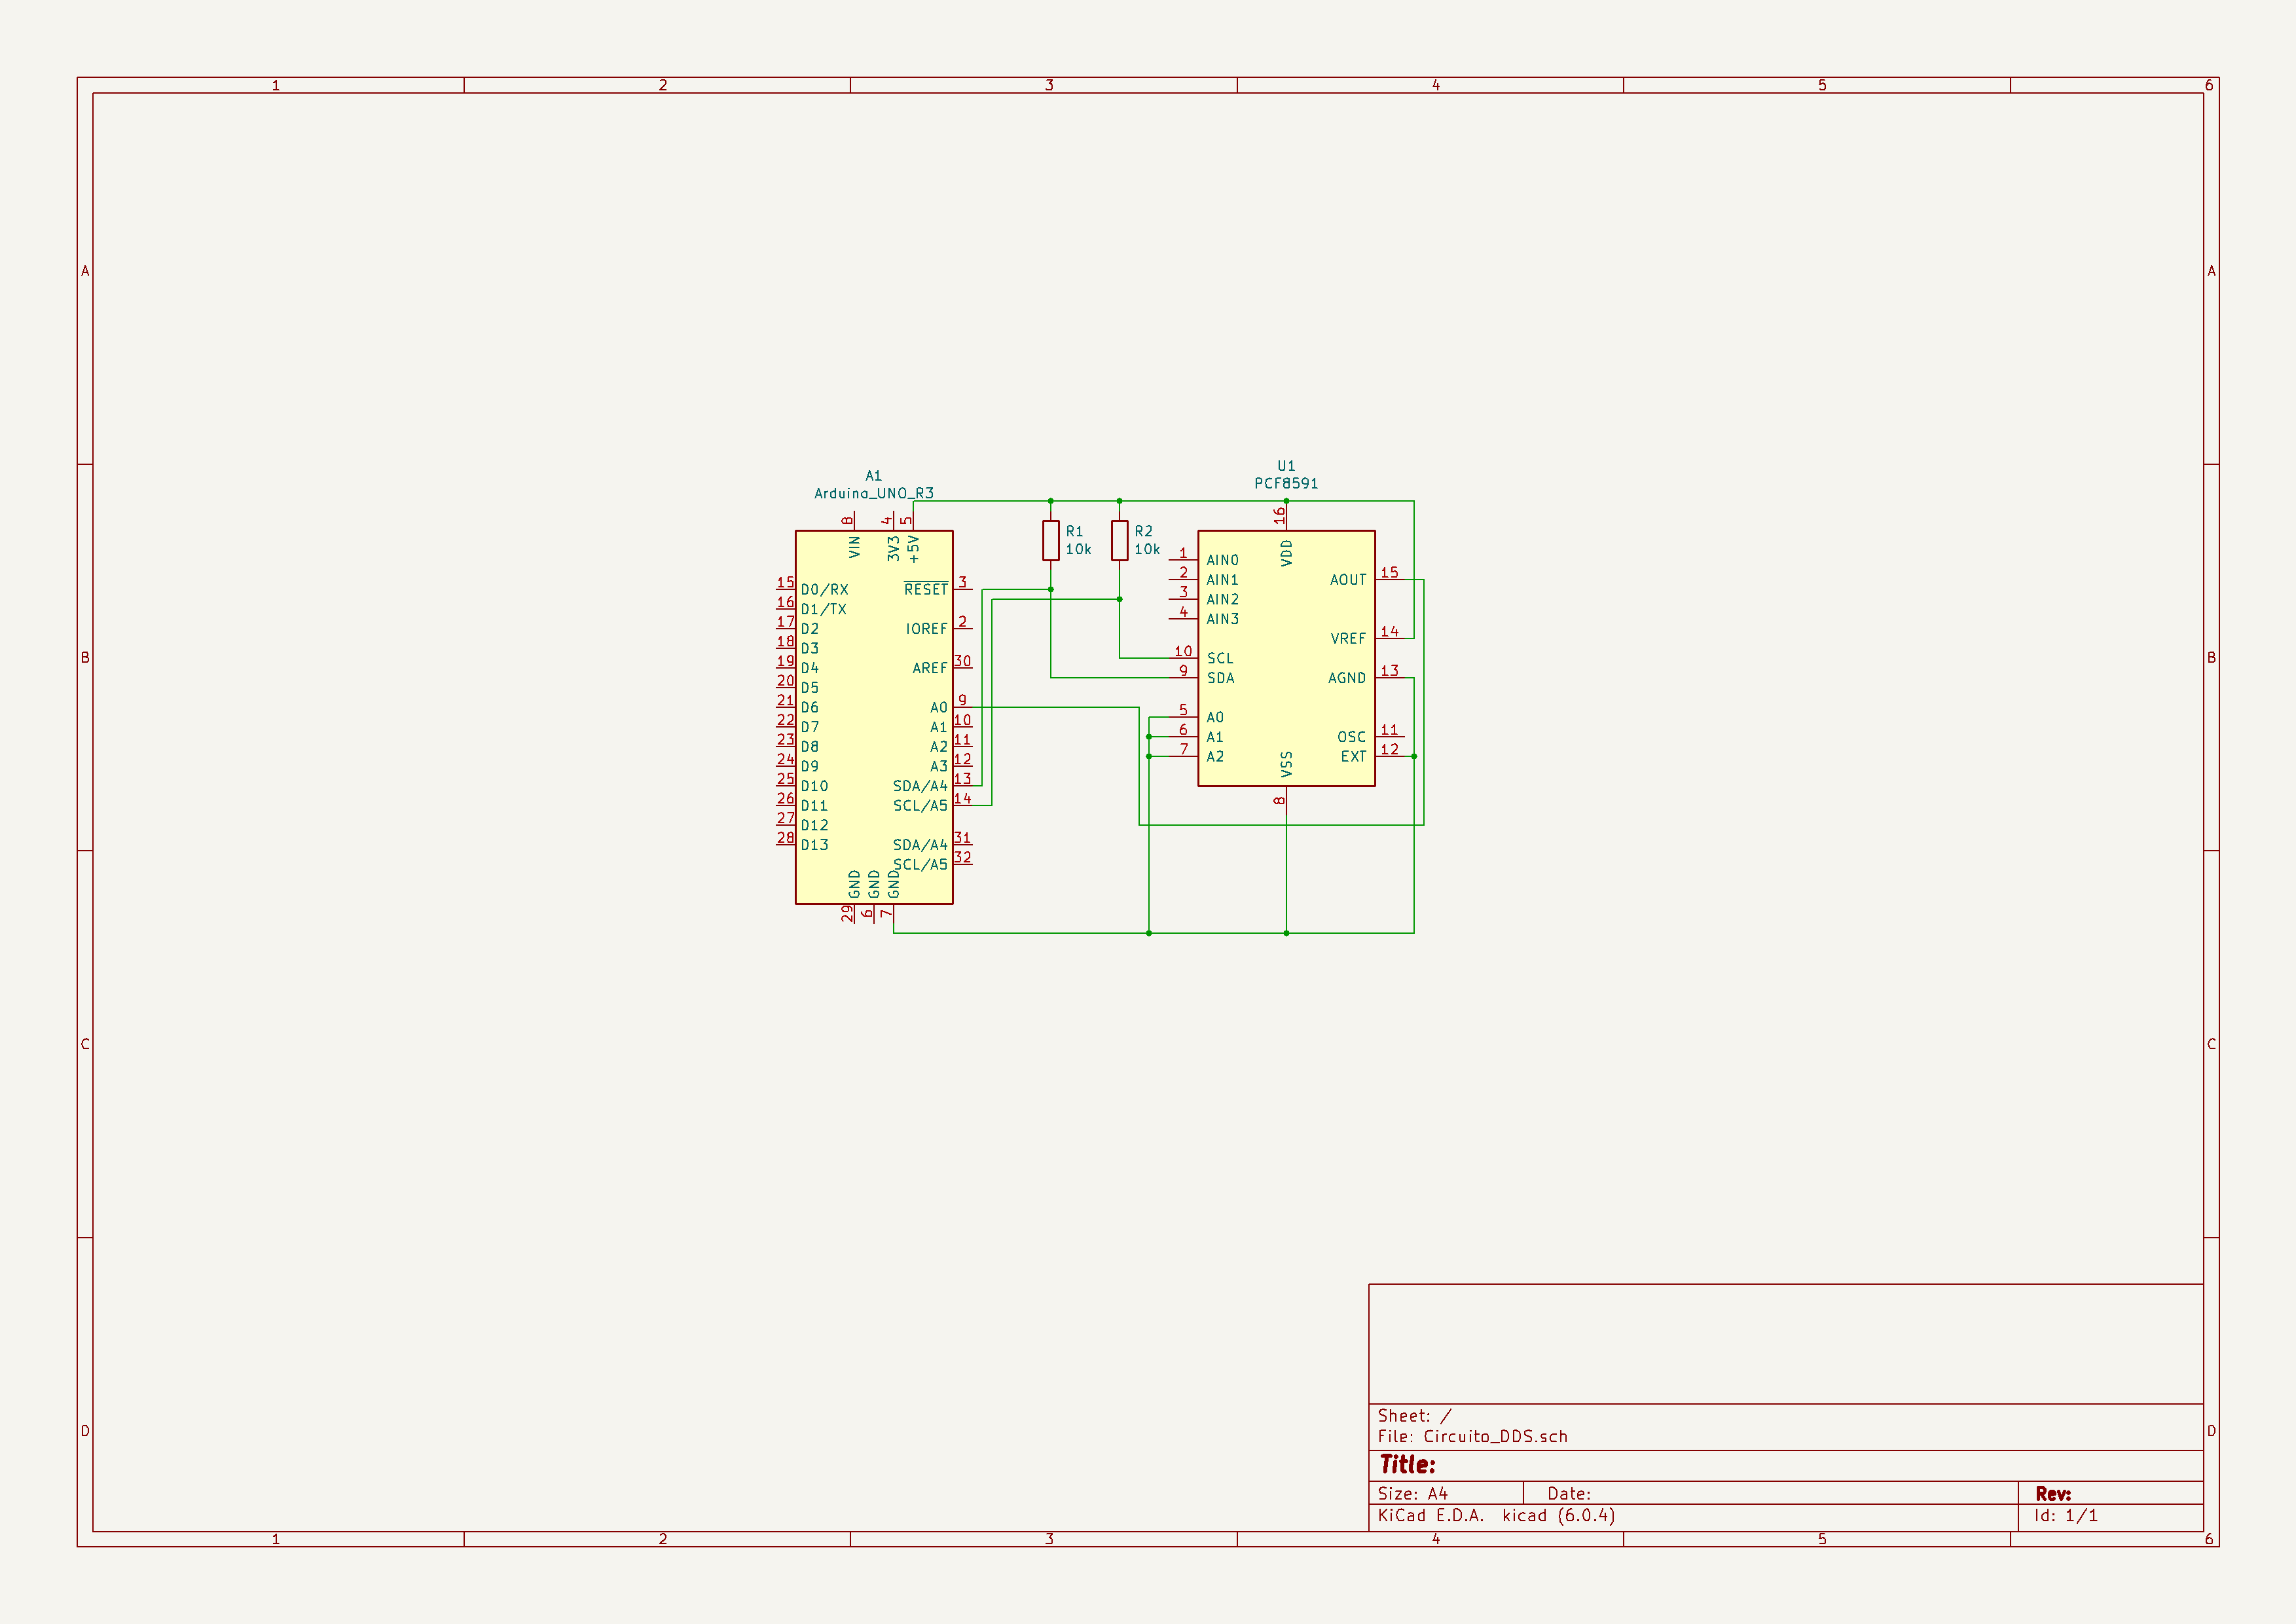 1 2 3 4 5 6
A A
B B
C C
D D
A1
Arduino_UNO_R3
8 VIN
4 3V3
5 +5V
15 D0/RX
16 D1/TX
17 D2
18 D3
19 D4
20 D5
21 D6
22 D7
23 D8
24 D9
25 D10
26 D11
27 D12
28 D13
RESET 3
IOREF 2
AREF 30
A0 9
A1 10
A2 11
A3 12
SDA/A4 13
SCL/A5 14
SDA/A4 31
SCL/A5 32
GND 29
GND 6
GND 7
R1
10k
R2
10k
U1
PCF8591
16 VDD
1 AIN0
2 AIN1
3 AIN2
4 AIN3
10 SCL
9 SDA
5 A0
6 A1
7 A2
AOUT 15
VREF 14
AGND 13
OSC 11
EXT 12
VSS 8
Sheet: /
File: Circuito_DDS.sch
Title:
Size: A4 Date: Rev:
KiCad E.D.A. kicad (6.0.4) Id: 1/1
1 2 3 4 5 6